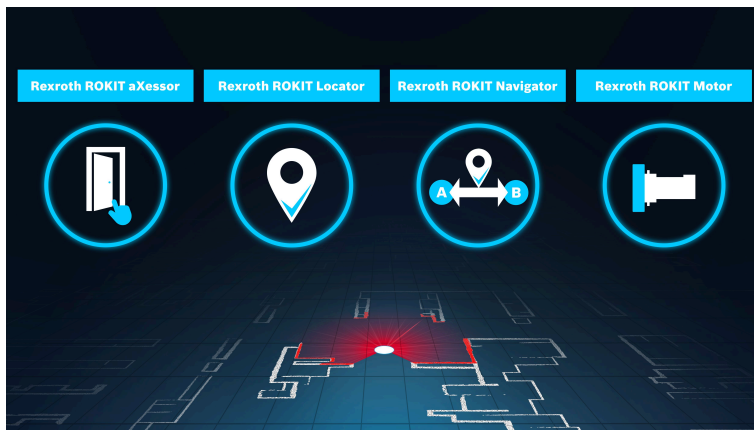 Rexroth ROKIT aXessor
Rexroth ROKIT Locator
Rexroth ROKIT Navigator
Rexroth ROKIT Motor
A
B